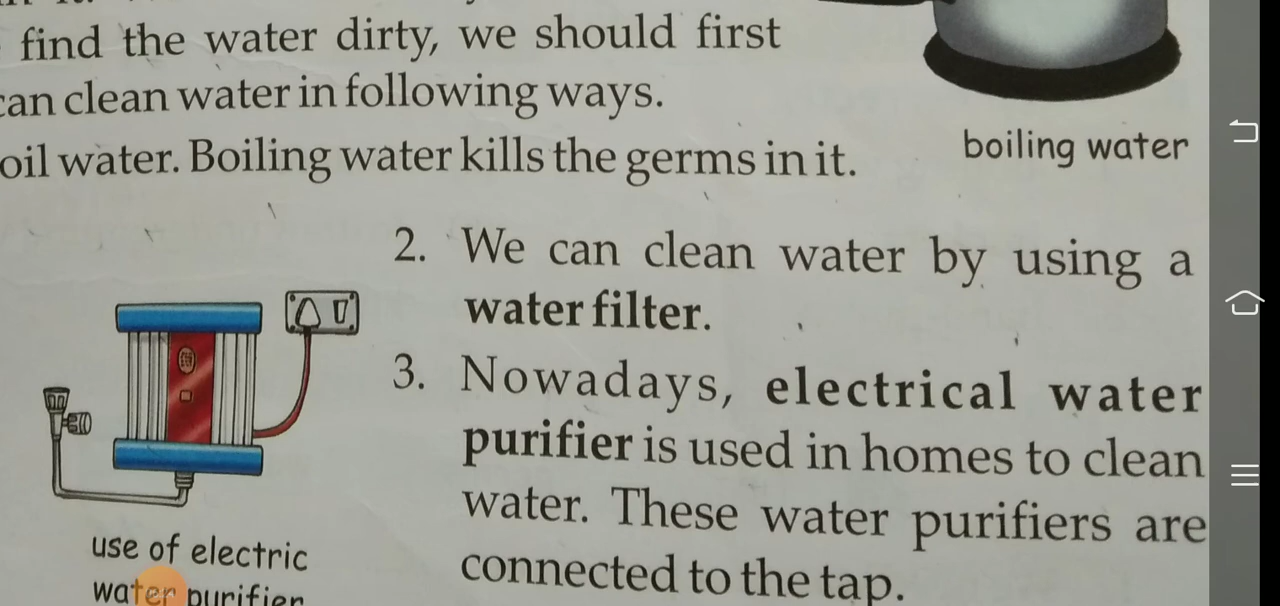 find the water dirty, we should first
can clean water in following ways.
oil water. Boiling water kills the germs in it.
boiling water
2. We can clean water by using a
water filter.
3. Nowadays, electrical water
purifier is used in homes to clean
water. These water purifiers are
connected to the tap.
use of electric
water purifier